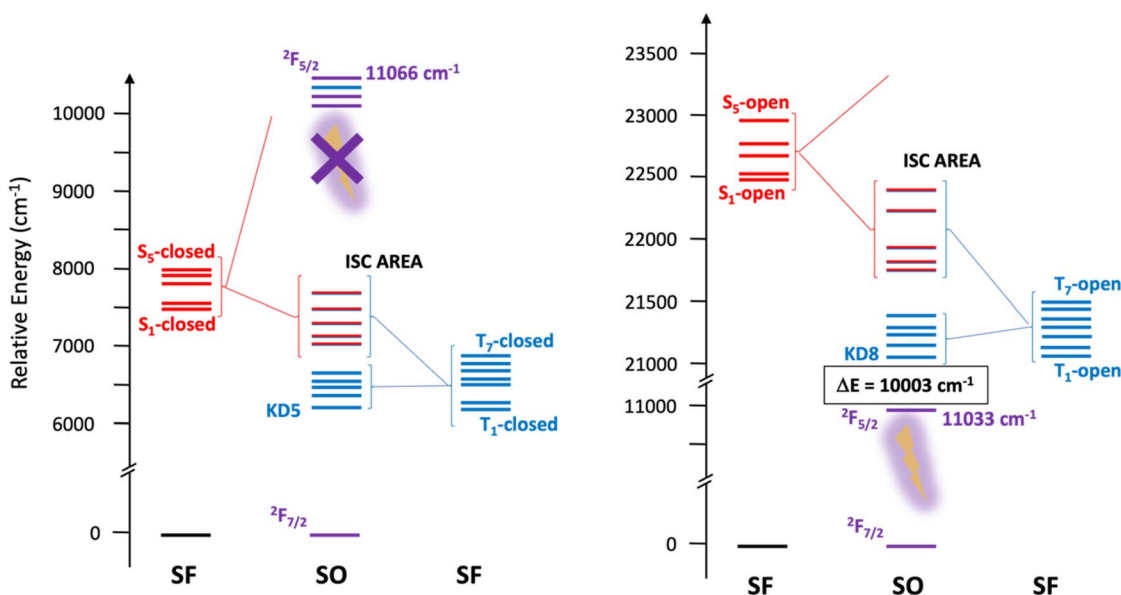 ²F₅/₂ 11066 cm⁻¹
10000
9000
8000
7000
6000
0
Relative Energy (cm⁻¹)
S₅-closed
S₁-closed
ISC AREA
T₇-closed
KD5
T₁-closed
²F₇/₂
SF
SO
SF
23500
23000
22500
22000
21500
21000
11000
0
S₅-open
S₁-open
ISC AREA
T₇-open
KD8
T₁-open
ΔE = 10003 cm⁻¹
²F₅/₂ 11033 cm⁻¹
²F₇/₂
SF
SO
SF